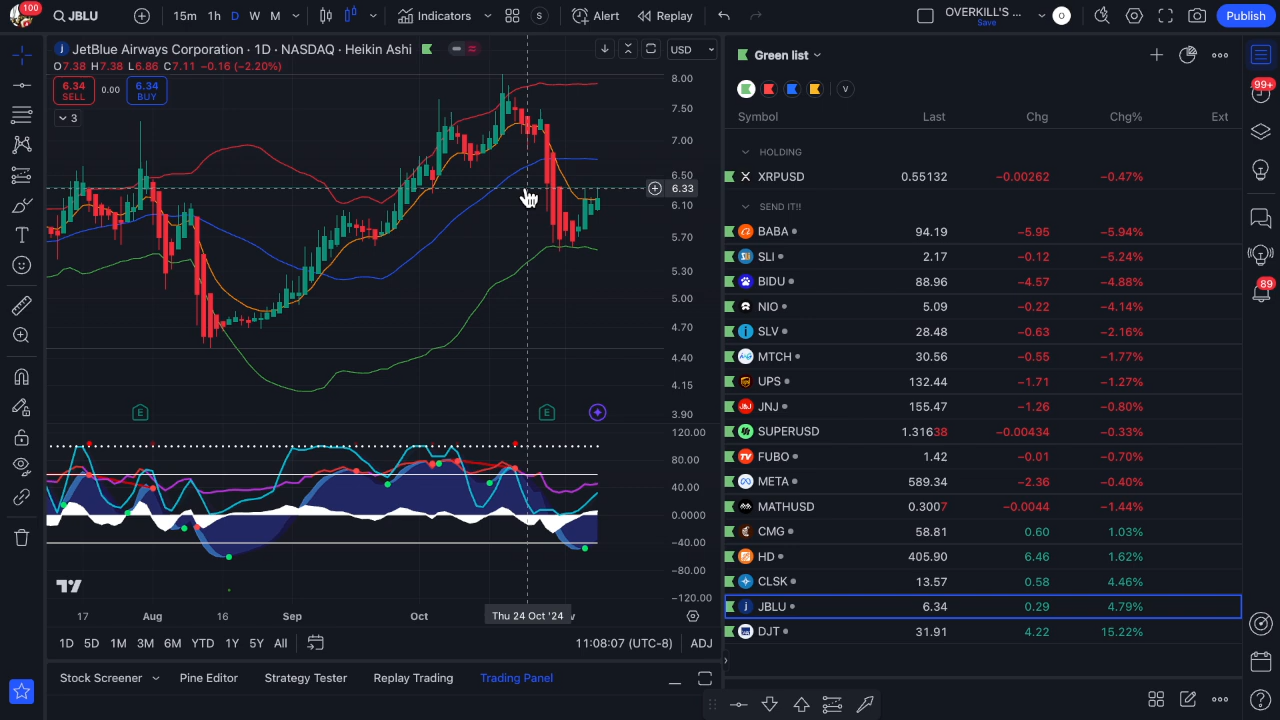 100
JBLU
15m 1h D W M
Indicators
S
Alert
Replay
OVERKILL'S ...
Save
O
Publish
JetBlue Airways Corporation · 1D · NASDAQ · Heikin Ashi
USD
O7.38 H7.38 L6.86 C7.11 −0.16 (−2.20%)
6.34
SELL
0.00
6.34
BUY
3
8.00
7.50
7.00
6.50
6.33
6.10
5.70
5.30
5.00
4.70
4.40
4.15
3.90
E
E
120.00
80.00
40.00
0.0000
−40.00
−80.00
−120.00
17 Aug 16 Sep Oct Thu 24 Oct '24
1D 5D 1M 3M 6M YTD 1Y 5Y All
11:08:07 (UTC-8)
ADJ
Stock Screener
Pine Editor
Strategy Tester
Replay Trading
Trading Panel
Green list
V
Symbol Last Chg Chg% Ext
HOLDING
XRPUSD 0.55132 −0.00262 −0.47%
SEND IT!!
BABA 94.19 −5.95 −5.94%
SLI 2.17 −0.12 −5.24%
BIDU 88.96 −4.57 −4.88%
NIO 5.09 −0.22 −4.14%
SLV 28.48 −0.63 −2.16%
MTCH 30.56 −0.55 −1.77%
UPS 132.44 −1.71 −1.27%
JNJ 155.47 −1.26 −0.80%
SUPERUSD 1.31638 −0.00434 −0.33%
FUBO 1.42 −0.01 −0.70%
META 589.34 −2.36 −0.40%
MATHUSD 0.3007 −0.0044 −1.44%
CMG 58.81 0.60 1.03%
HD 405.90 6.46 1.62%
CLSK 13.57 0.58 4.46%
JBLU 6.34 0.29 4.79%
DJT 31.91 4.22 15.22%
99+
89